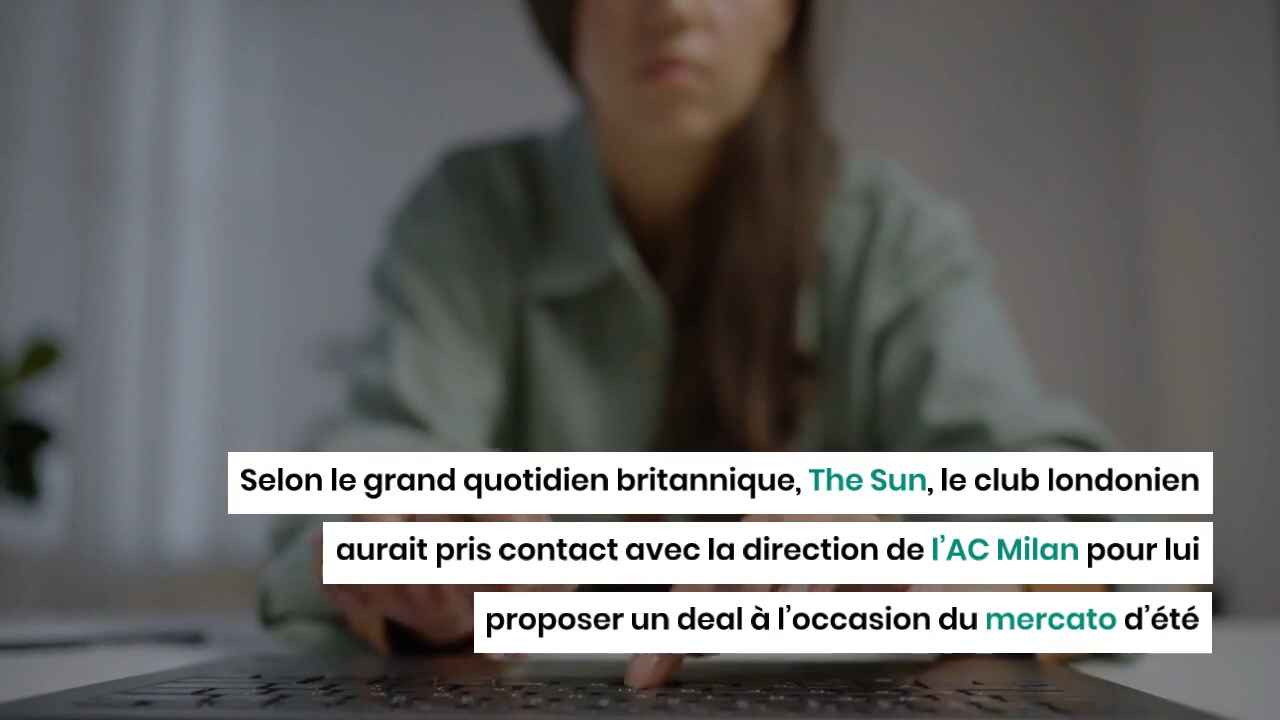 Selon le grand quotidien britannique, The Sun, le club londonien
aurait pris contact avec la direction de l’AC Milan pour lui
proposer un deal à l’occasion du mercato d’été